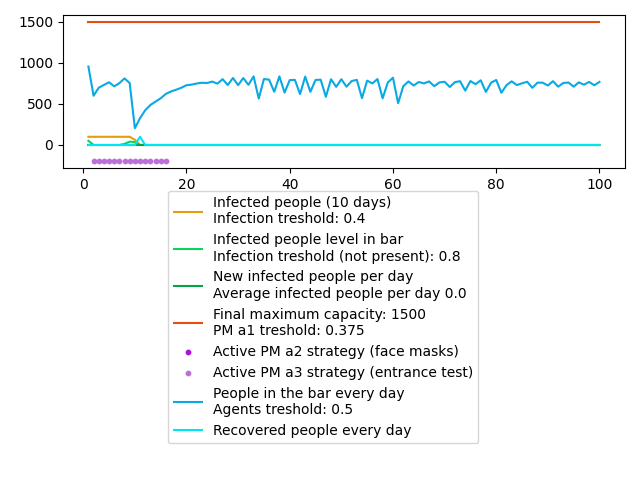 1500
1000
500
0
0
20
40
60
80
100
Infected people (10 days)
Infection treshold: 0.4
Infected people level in bar
Infection treshold (not present): 0.8
New infected people per day
Average infected people per day 0.0
Final maximum capacity: 1500
PM a1 treshold: 0.375
Active PM a2 strategy (face masks)
Active PM a3 strategy (entrance test)
People in the bar every day
Agents treshold: 0.5
Recovered people every day